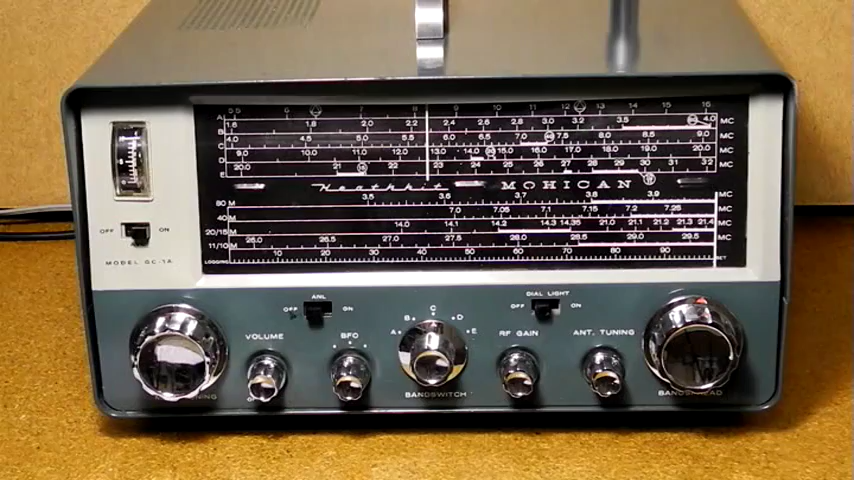 A 5.5 6 9 10 11 12 13 14 15 16
1.6 1.8 2.0 2.2 2.4 2.6 2.8 3.0 3.2 3.5 4.0 MC
B 4.0 4.5 5.0 5.5 6.0 6.5 7.0 7.5 8.0 8.5 9.0 MC
C 9.0 10.0 11.0 12.0 13.0 14.0 15.0 16.0 17.0 18.0 19.0 20.0 MC
D 20.0 21 22 23 24 25 26 27 28 29 30 31 32 MC
E
Heathkit MOHICAN
80 M 3.5 3.6 3.7 3.8 3.9 MC
40 M 7.0 7.05 7.1 7.15 7.2 7.25 MC
20/15 M 14.0 14.1 14.2 14.3 14.35 21.0 21.1 21.2 21.3 21.4 MC
11/10 M 26.0 26.5 27.0 27.5 28.0 28.5 29.0 29.5 MC
LOGGING 10 20 30 40 50 60 70 80 90 SET
OFF ON
MODEL GC-1A
ANL
OFF ON
DIAL LIGHT
OFF ON
VOLUME
BFO
A B C D E
RF GAIN
ANT. TUNING
BANDSWITCH
BANDSPREAD